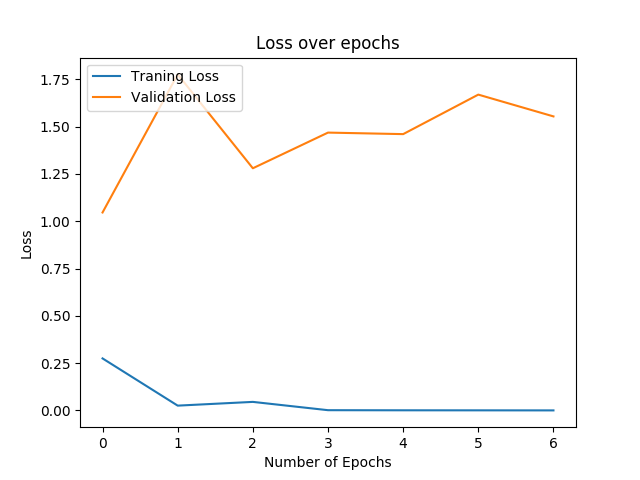 Loss over epochs
Traning Loss
Validation Loss
1.75
1.50
1.25
1.00
0.75
0.50
0.25
0.00
Loss
0 1 2 3 4 5 6
Number of Epochs